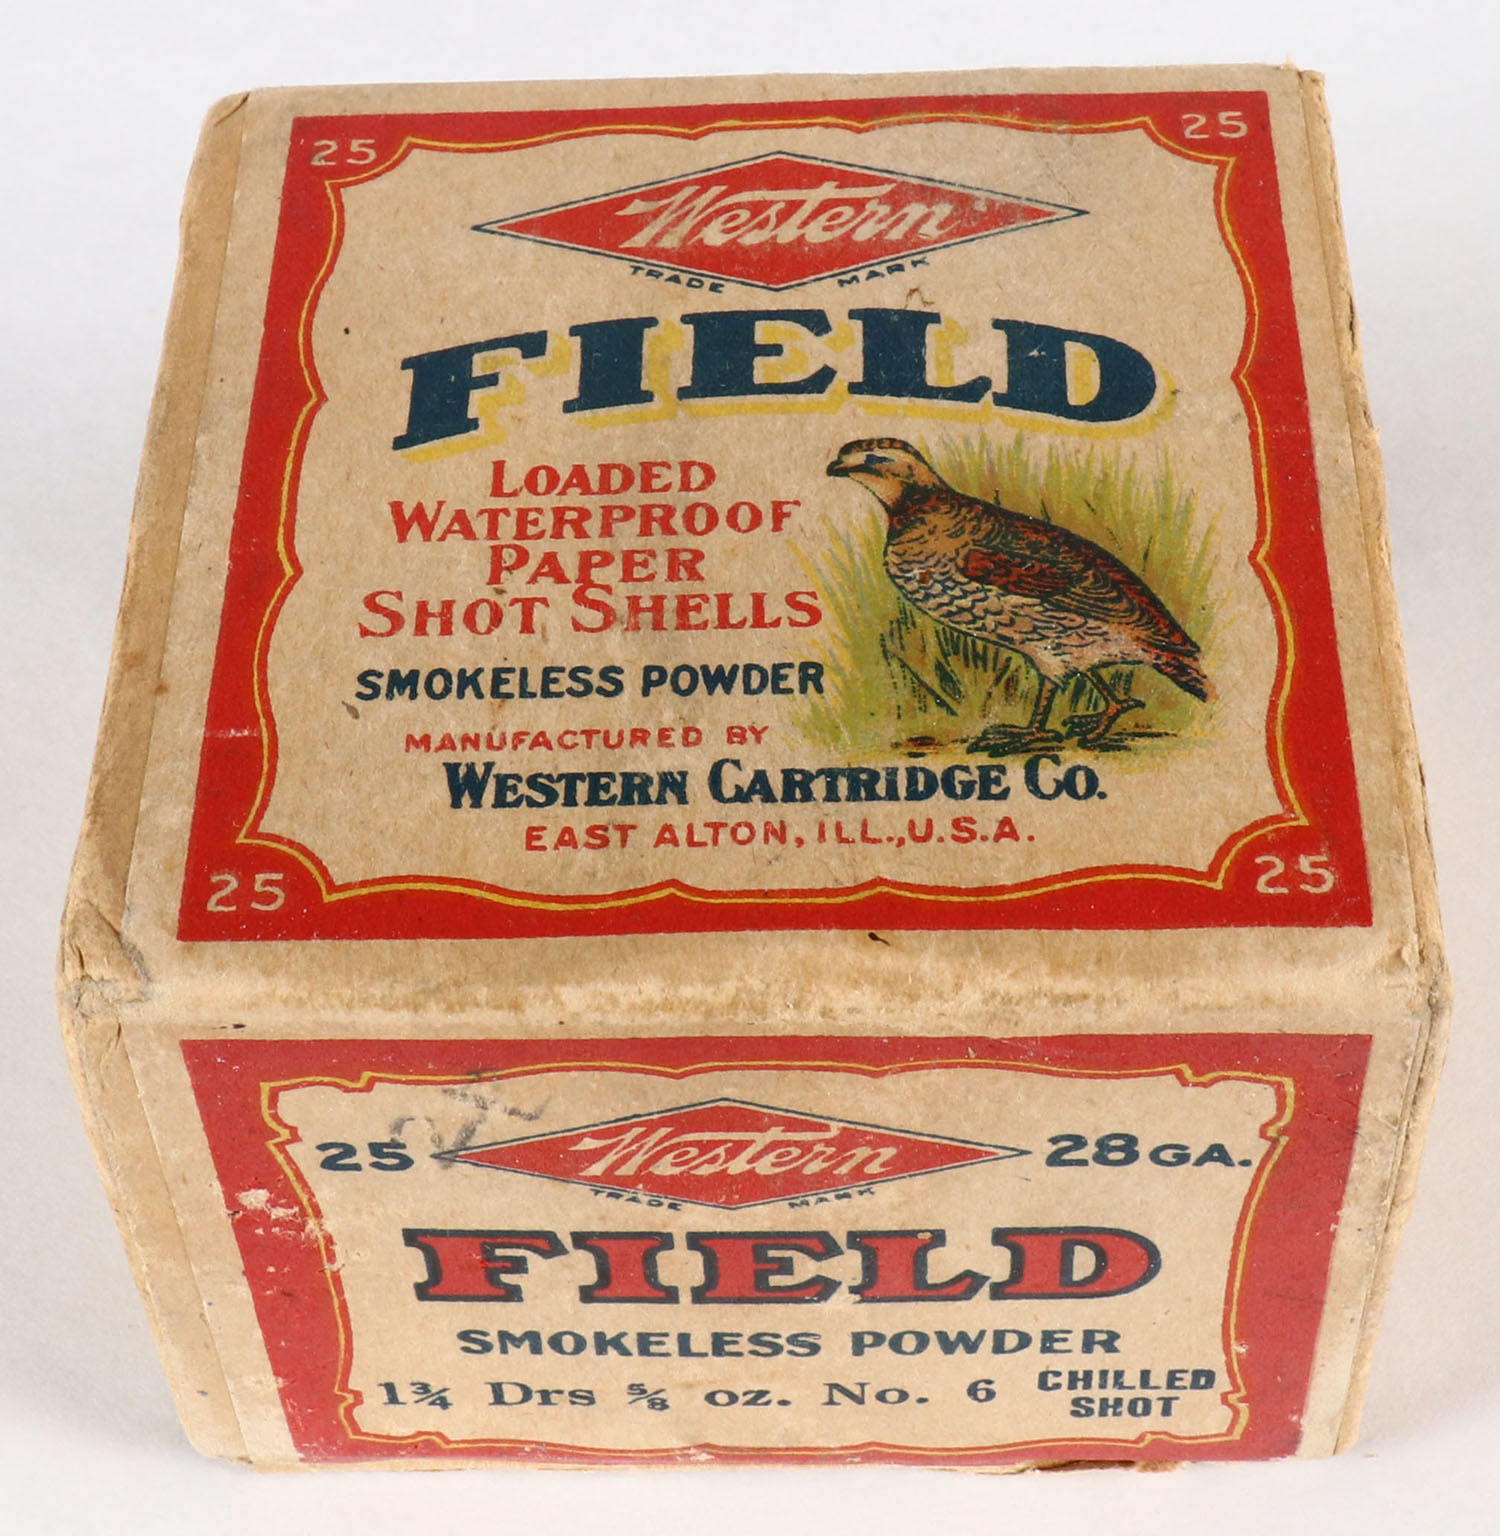 25 25
Western
TRADE MARK
FIELD
LOADED
WATERPROOF
PAPER
SHOT SHELLS
SMOKELESS POWDER
MANUFACTURED BY
WESTERN CARTRIDGE CO.
EAST ALTON, ILL., U.S.A.
25 25
25 Western 28 GA.
TRADE MARK
FIELD
SMOKELESS POWDER
1¾ Drs ⅝ oz. No. 6 CHILLED
SHOT